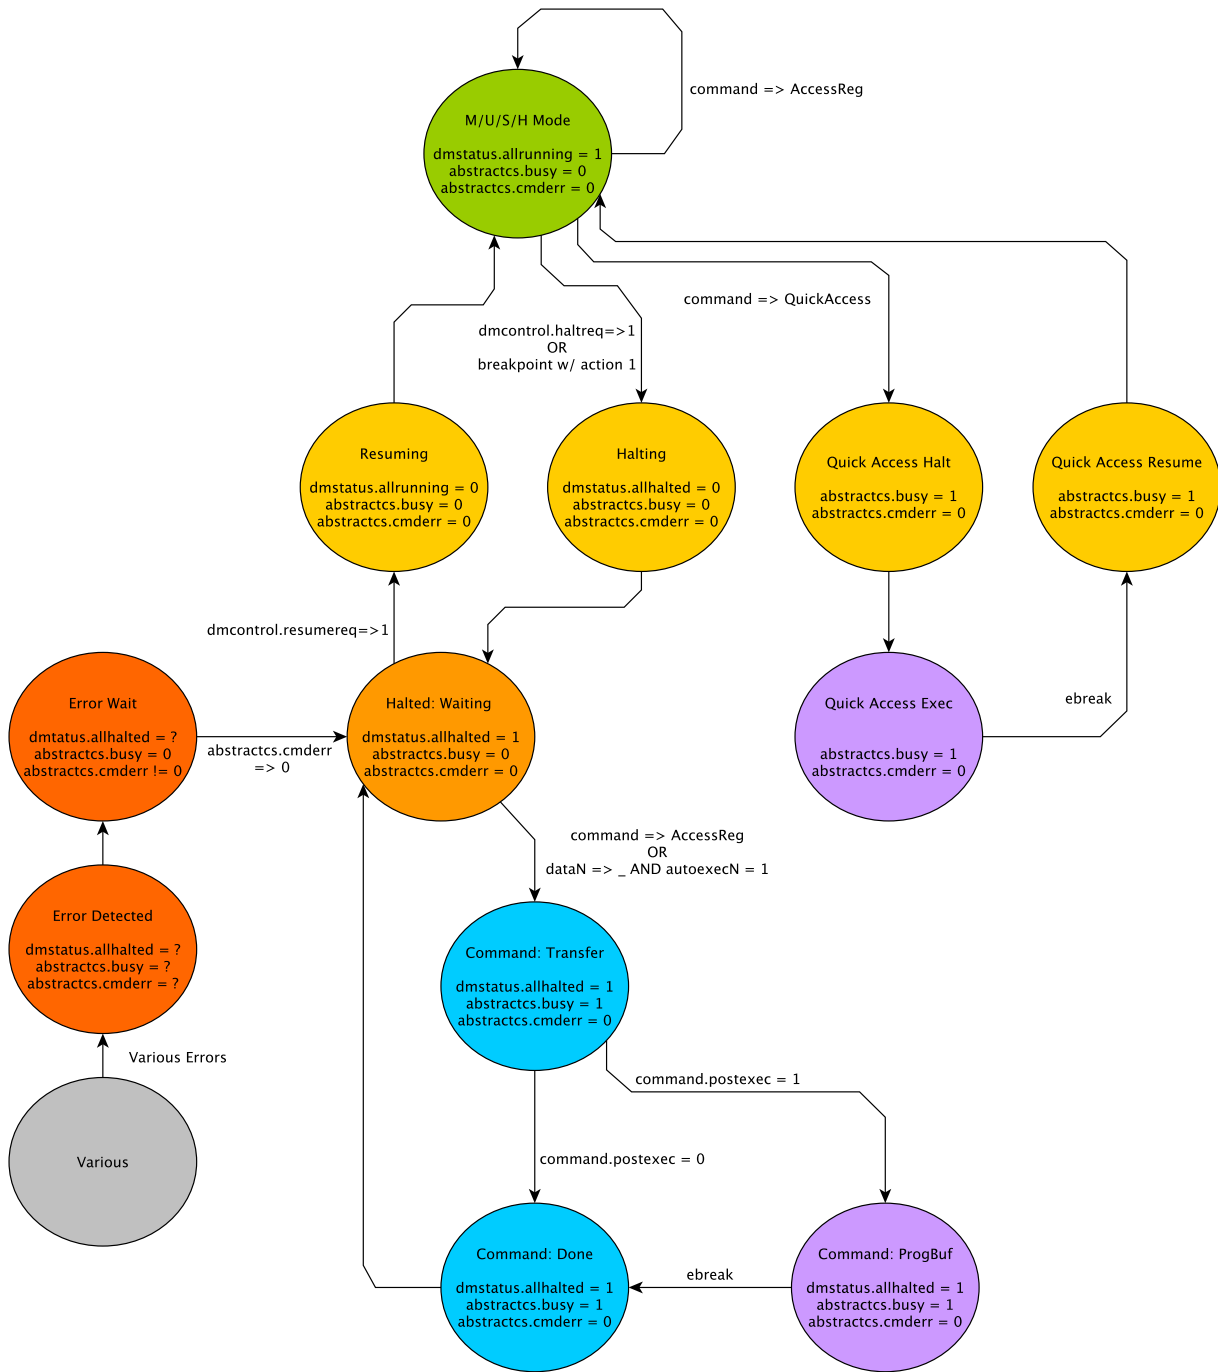 command => AccessReg
M/U/S/H Mode
dmstatus.allrunning = 1
abstractcs.busy = 0
abstractcs.cmderr = 0
command => QuickAccess
dmcontrol.haltreq=>1
OR
breakpoint w/ action 1
Resuming
dmstatus.allrunning = 0
abstractcs.busy = 0
abstractcs.cmderr = 0
Halting
dmstatus.allhalted = 0
abstractcs.busy = 0
abstractcs.cmderr = 0
Quick Access Halt
abstractcs.busy = 1
abstractcs.cmderr = 0
Quick Access Resume
abstractcs.busy = 1
abstractcs.cmderr = 0
dmcontrol.resumereq=>1
Error Wait
dmtatus.allhalted = ?
abstractcs.busy = 0
abstractcs.cmderr != 0
abstractcs.cmderr
=> 0
Halted: Waiting
dmstatus.allhalted = 1
abstractcs.busy = 0
abstractcs.cmderr = 0
Quick Access Exec
abstractcs.busy = 1
abstractcs.cmderr = 0
ebreak
command => AccessReg
OR
dataN => _ AND autoexecN = 1
Error Detected
dmstatus.allhalted = ?
abstractcs.busy = ?
abstractcs.cmderr = ?
Command: Transfer
dmstatus.allhalted = 1
abstractcs.busy = 1
abstractcs.cmderr = 0
Various Errors
command.postexec = 1
Various
command.postexec = 0
Command: Done
dmstatus.allhalted = 1
abstractcs.busy = 1
abstractcs.cmderr = 0
ebreak
Command: ProgBuf
dmstatus.allhalted = 1
abstractcs.busy = 1
abstractcs.cmderr = 0